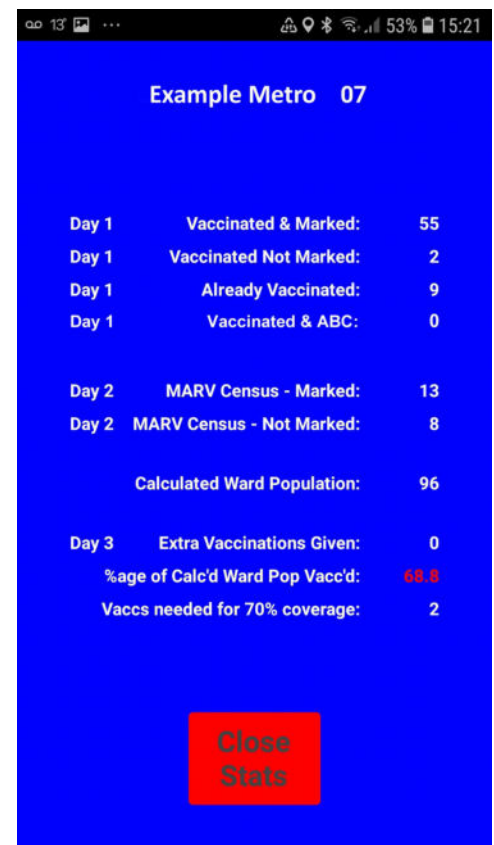 13° ... 53% 15:21
Example Metro 07
Day 1 Vaccinated & Marked: 55
Day 1 Vaccinated Not Marked: 2
Day 1 Already Vaccinated: 9
Day 1 Vaccinated & ABC: 0
Day 2 MARV Census - Marked: 13
Day 2 MARV Census - Not Marked: 8
Calculated Ward Population: 96
Day 3 Extra Vaccinations Given: 0
%age of Calc'd Ward Pop Vacc'd: 68.8
Vaccs needed for 70% coverage: 2
Close
Stats